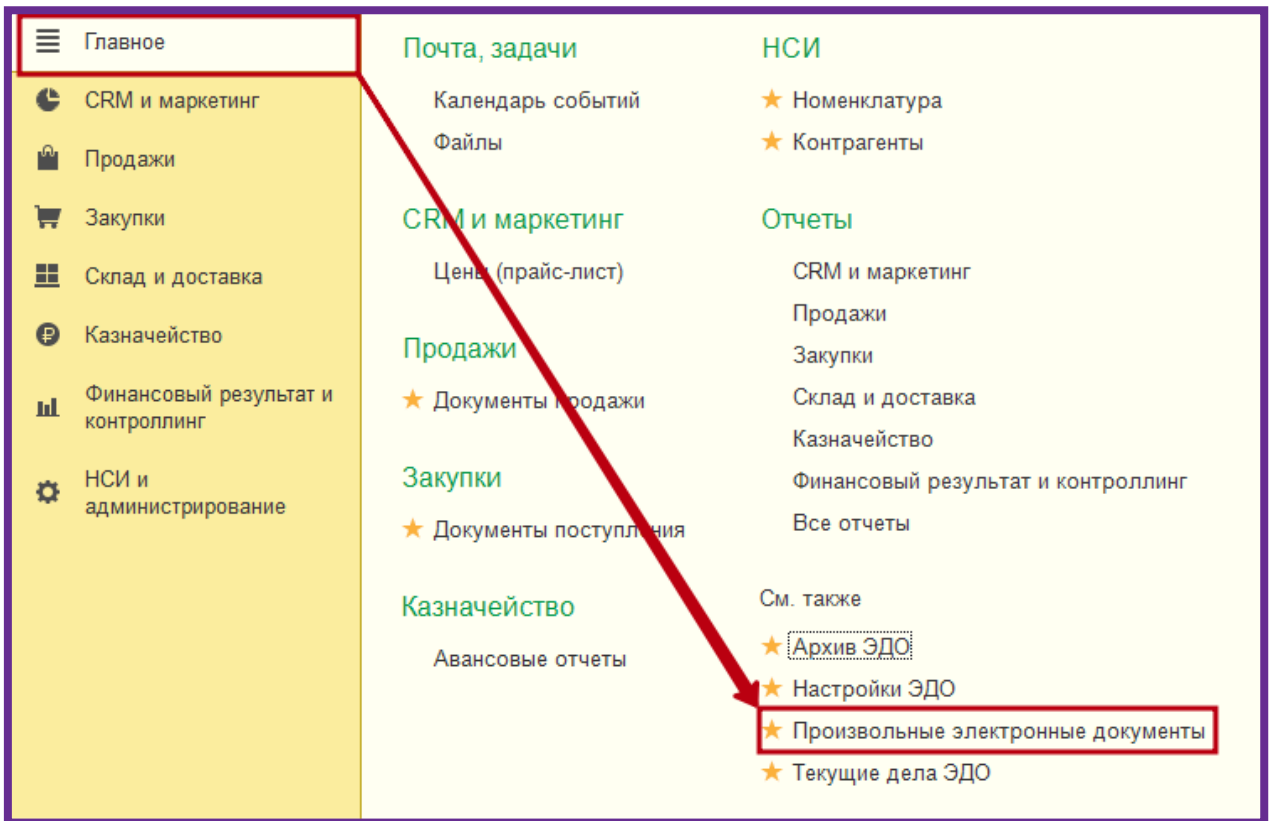 Главное
CRM и маркетинг
Продажи
Закупки
Склад и доставка
Казначейство
Финансовый результат и
контроллинг
НСИ и
администрирование
Почта, задачи
Календарь событий
Файлы
CRM и маркетинг
Цены (прайс-лист)
Продажи
Документы продажи
Закупки
Документы поступления
Казначейство
Авансовые отчеты
НСИ
Номенклатура
Контрагенты
Отчеты
CRM и маркетинг
Продажи
Закупки
Склад и доставка
Казначейство
Финансовый результат и контроллинг
Все отчеты
См. также
Архив ЭДО
Настройки ЭДО
Произвольные электронные документы
Текущие дела ЭДО